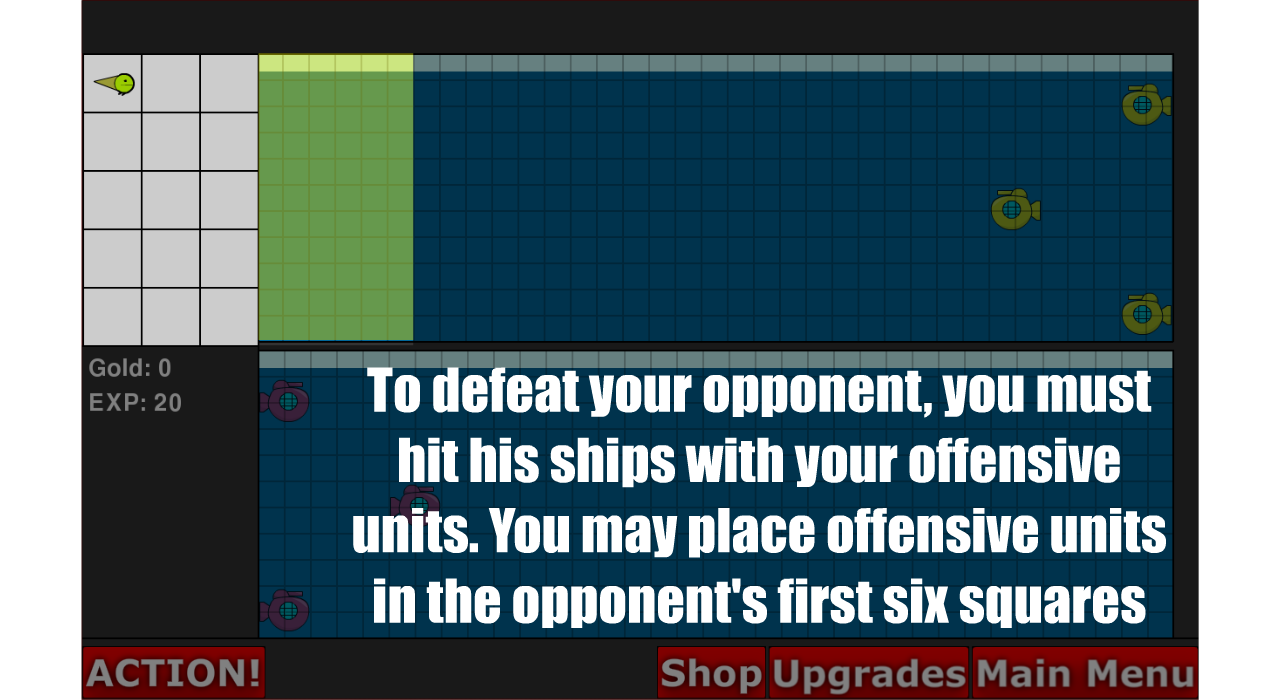 Gold: 0
EXP: 20
To defeat your opponent, you must
hit his ships with your offensive
units. You may place offensive units
in the opponent's first six squares
ACTION!
Shop
Upgrades
Main Menu